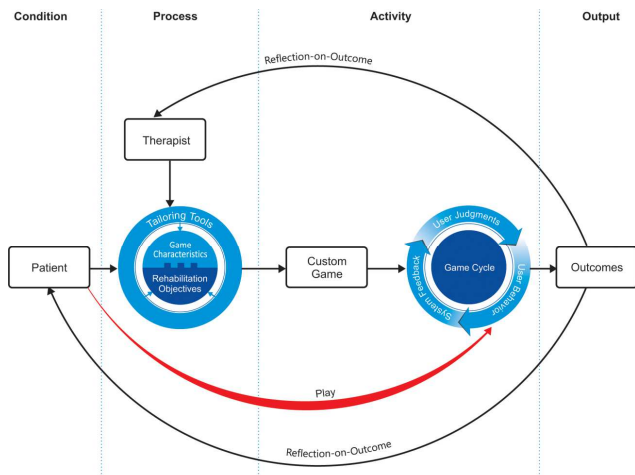 Condition
Process
Activity
Output
Reflection-on-Outcome
Therapist
Tailoring Tools
Game
Characteristics
Rehabilitation
Objectives
Patient
Custom
Game
User Judgments
User Behavior
System Feedback
Game Cycle
Outcomes
Play
Reflection-on-Outcome